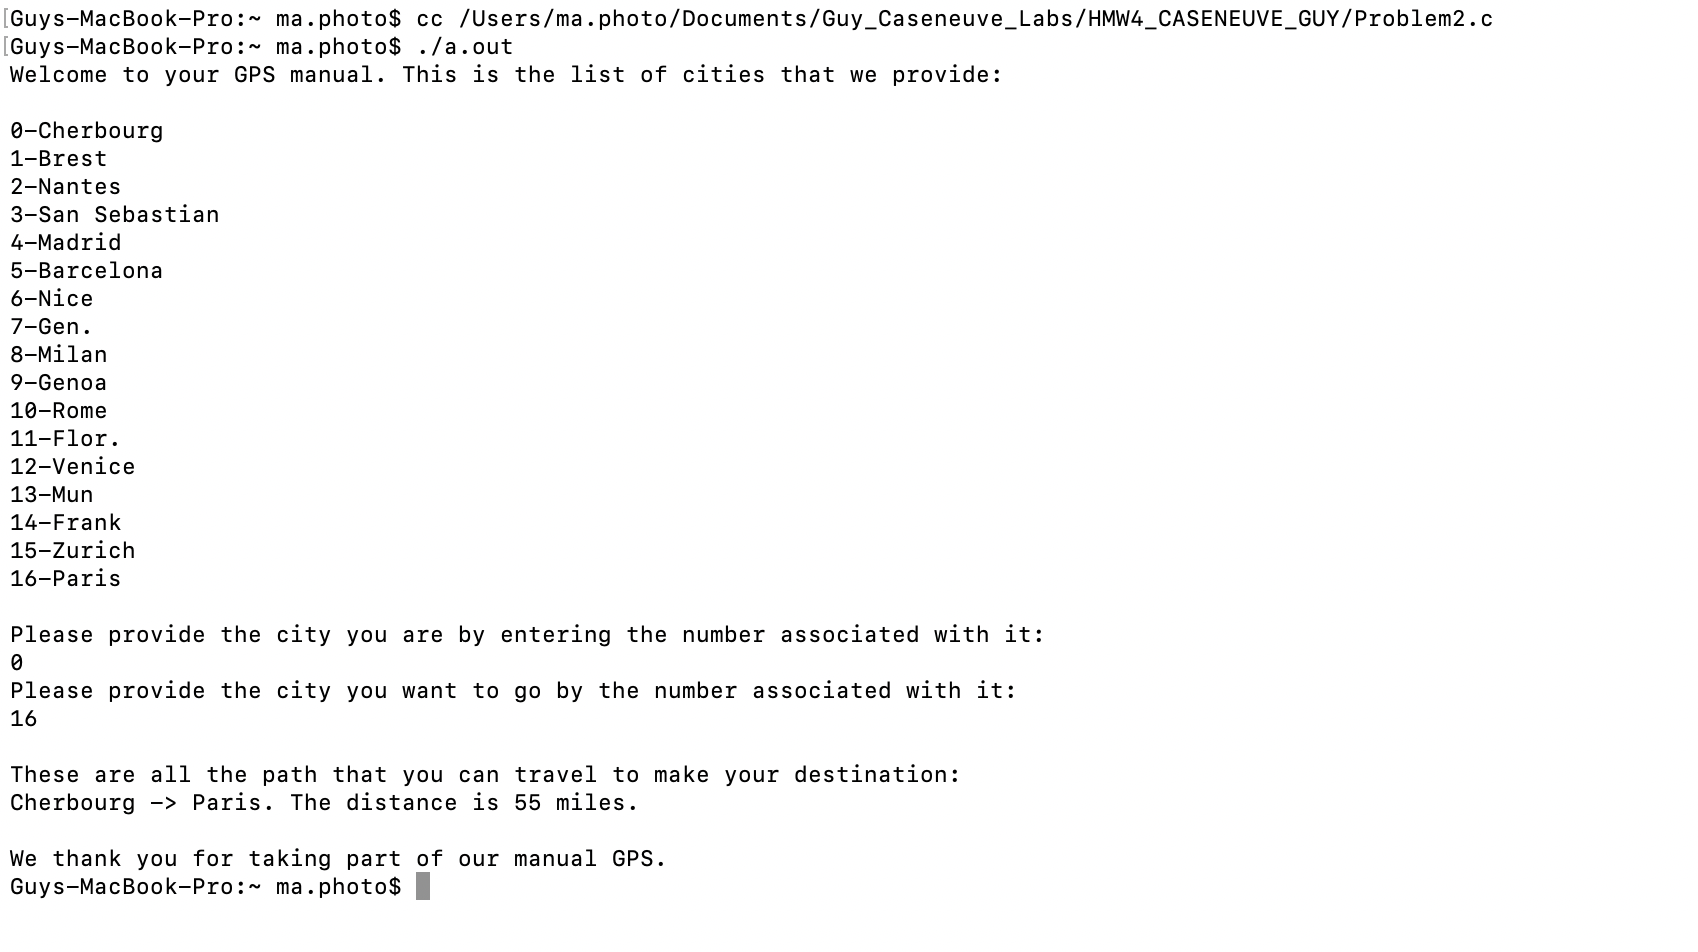 Guys-MacBook-Pro:~ ma.photo$ cc /Users/ma.photo/Documents/Guy_Caseneuve_Labs/HMW4_CASENEUVE_GUY/Problem2.c
Guys-MacBook-Pro:~ ma.photo$ ./a.out
Welcome to your GPS manual. This is the list of cities that we provide:
0-Cherbourg
1-Brest
2-Nantes
3-San Sebastian
4-Madrid
5-Barcelona
6-Nice
7-Gen.
8-Milan
9-Genoa
10-Rome
11-Flor.
12-Venice
13-Mun
14-Frank
15-Zurich
16-Paris
Please provide the city you are by entering the number associated with it:
0
Please provide the city you want to go by the number associated with it:
16
These are all the path that you can travel to make your destination:
Cherbourg -> Paris. The distance is 55 miles.
We thank you for taking part of our manual GPS.
Guys-MacBook-Pro:~ ma.photo$